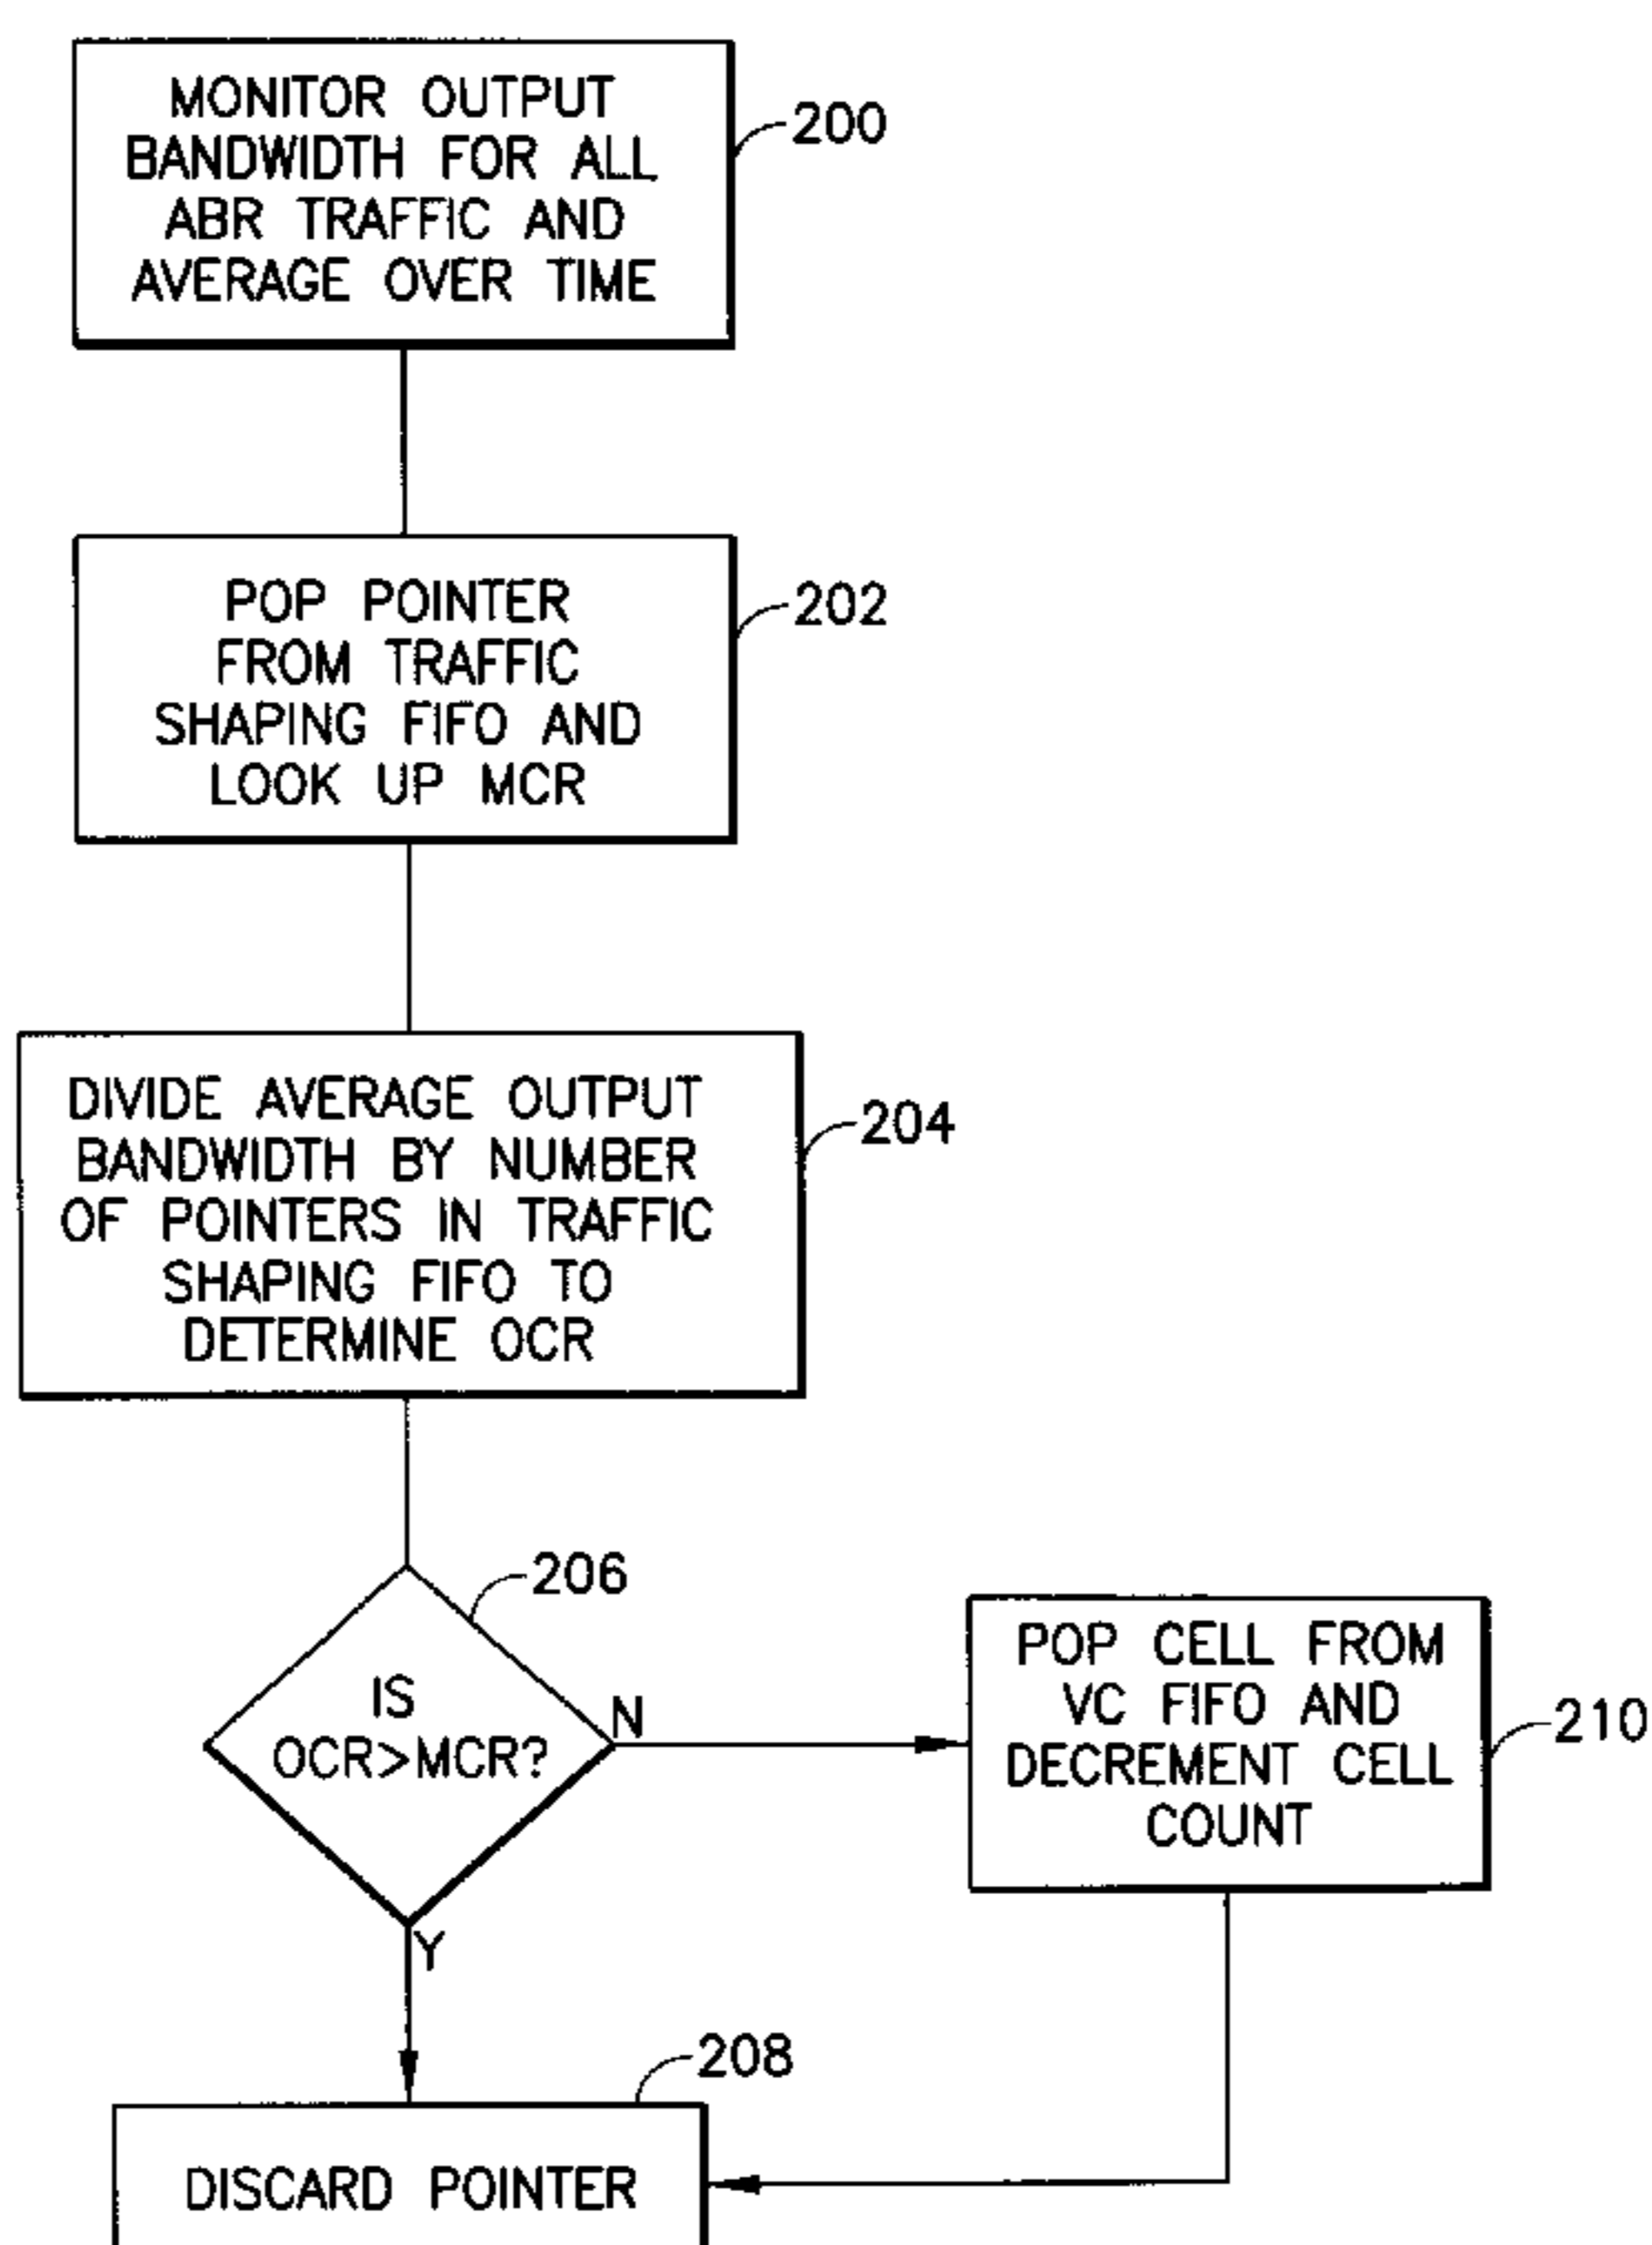 MONITOR OUTPUT
BANDWIDTH FOR ALL
ABR TRAFFIC AND
AVERAGE OVER TIME
200
POP POINTER
FROM TRAFFIC
SHAPING FIFO AND
LOOK UP MCR
202
DIVIDE AVERAGE OUTPUT
BANDWIDTH BY NUMBER
OF POINTERS IN TRAFFIC
SHAPING FIFO TO
DETERMINE OCR
204
206
IS
OCR>MCR?
N
Y
POP CELL FROM
VC FIFO AND
DECREMENT CELL
COUNT
210
208
DISCARD POINTER